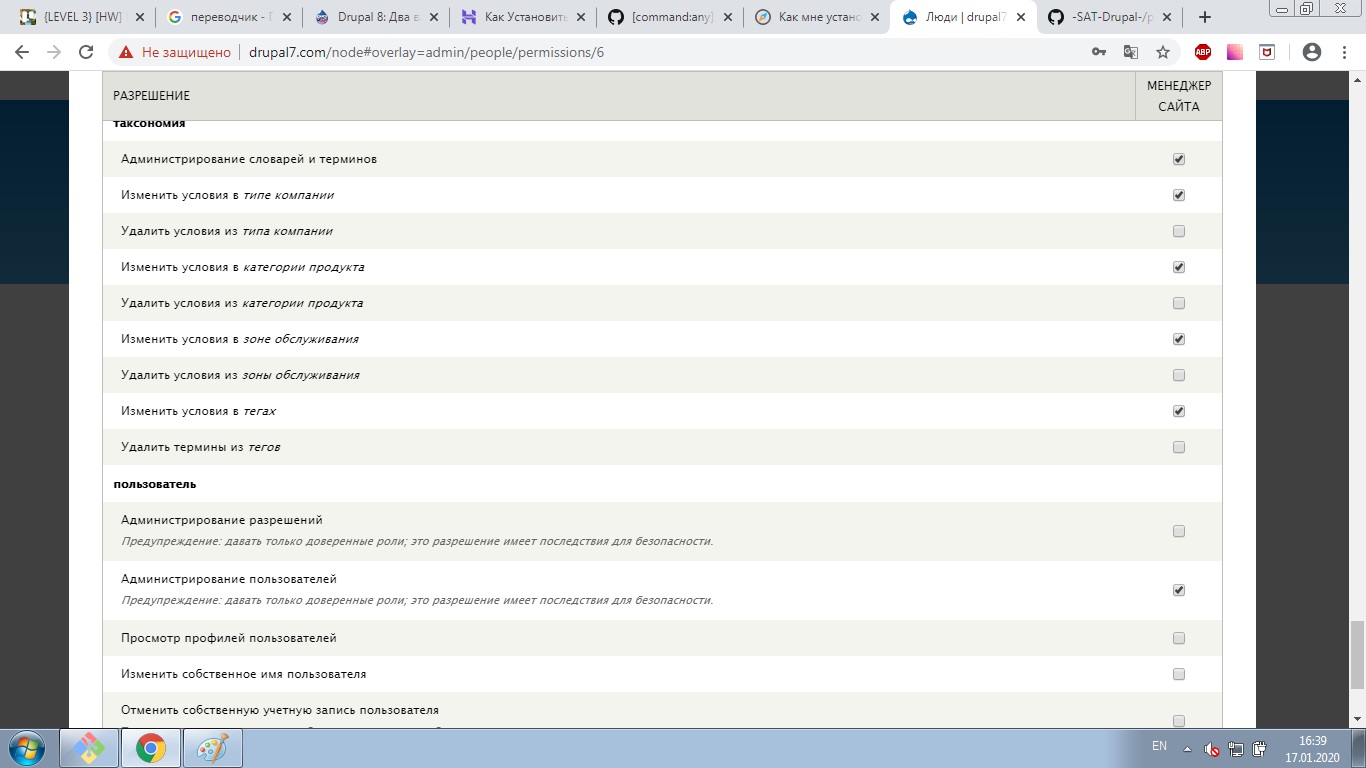 {LEVEL 3} [HW]
переводчик - 
Drupal 8: Два в
Как Установить
[command:any]
Как мне устано
Люди | drupal7
-SAT-Drupal-/p
Не защищено
drupal7.com/node#overlay=admin/people/permissions/6
ABP
РАЗРЕШЕНИЕ
МЕНЕДЖЕР
САЙТА
таксономия
Администрирование словарей и терминов
Изменить условия в типе компании
Удалить условия из типа компании
Изменить условия в категории продукта
Удалить условия из категории продукта
Изменить условия в зоне обслуживания
Удалить условия из зоны обслуживания
Изменить условия в тегах
Удалить термины из тегов
пользователь
Администрирование разрешений
Предупреждение: давать только доверенные роли; это разрешение имеет последствия для безопасности.
Администрирование пользователей
Предупреждение: давать только доверенные роли; это разрешение имеет последствия для безопасности.
Просмотр профилей пользователей
Изменить собственное имя пользователя
Отменить собственную учетную запись пользователя
EN
16:39
17.01.2020